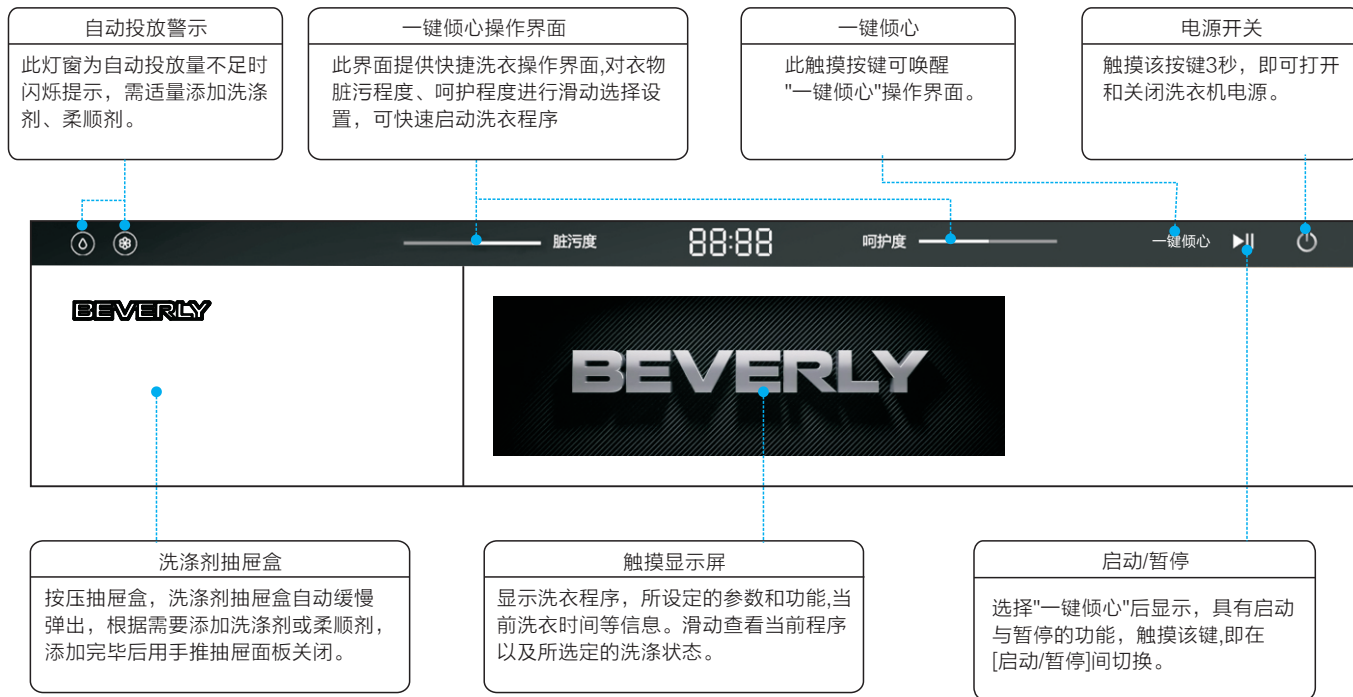 自动投放警示
此灯窗为自动投放量不足时
闪烁提示，需适量添加洗涤
剂、柔顺剂。
一键倾心操作界面
此界面提供快捷洗衣操作界面,对衣物
脏污程度、呵护程度进行滑动选择设
置，可快速启动洗衣程序
一键倾心
此触摸按键可唤醒
"一键倾心"操作界面。
电源开关
触摸该按键3秒，即可打开
和关闭洗衣机电源。
脏污度
88:88
呵护度
一键倾心
BEVERLY
BEVERLY
洗涤剂抽屉盒
按压抽屉盒，洗涤剂抽屉盒自动缓慢
弹出，根据需要添加洗涤剂或柔顺剂，
添加完毕后用手推抽屉面板关闭。
触摸显示屏
显示洗衣程序，所设定的参数和功能,当
前洗衣时间等信息。滑动查看当前程序
以及所选定的洗涤状态。
启动/暂停
选择"一键倾心"后显示，具有启动
与暂停的功能，触摸该键,即在
[启动/暂停]间切换。